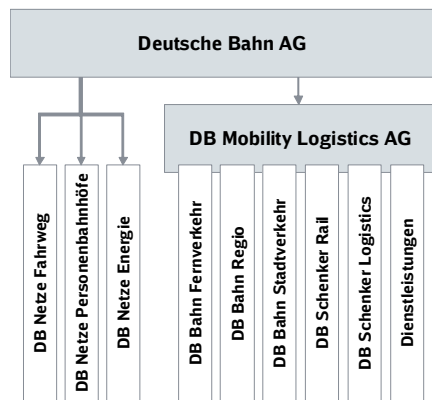 Deutsche Bahn AG
DB Mobility Logistics AG
DB Netze Fahrweg
DB Netze Personenbahnhöfe
DB Netze Energie
DB Bahn Fernverkehr
DB Bahn Regio
DB Bahn Stadtverkehr
DB Schenker Rail
DB Schenker Logistics
Dienstleistungen